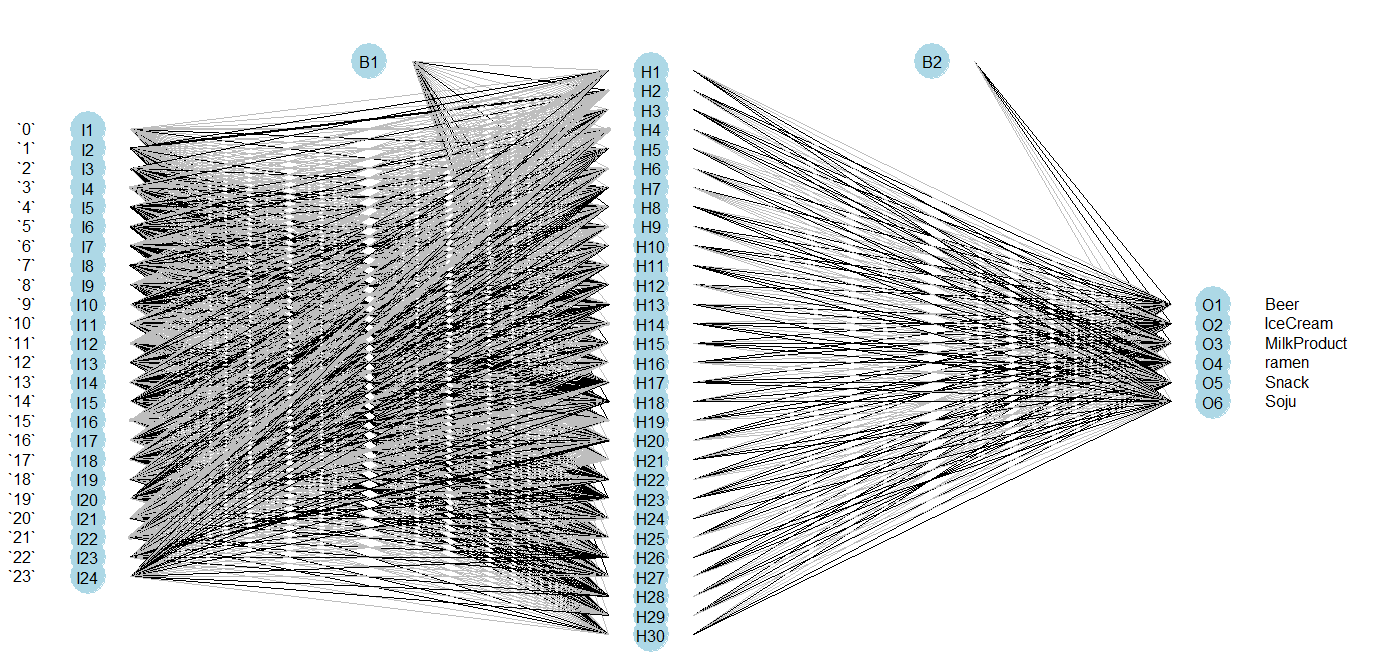 B1 B2
H1
H2
H3
`0` I1 H4
`1` I2 H5
`2` I3 H6
`3` I4 H7
`4` I5 H8
`5` I6 H9
`6` I7 H10
`7` I8 H11
`8` I9 H12
`9` I10 H13 O1 Beer
`10` I11 H14 O2 IceCream
`11` I12 H15 O3 MilkProduct
`12` I13 H16 O4 ramen
`13` I14 H17 O5 Snack
`14` I15 H18 O6 Soju
`15` I16 H19
`16` I17 H20
`17` I18 H21
`18` I19 H22
`19` I20 H23
`20` I21 H24
`21` I22 H25
`22` I23 H26
`23` I24 H27
H28
H29
H30